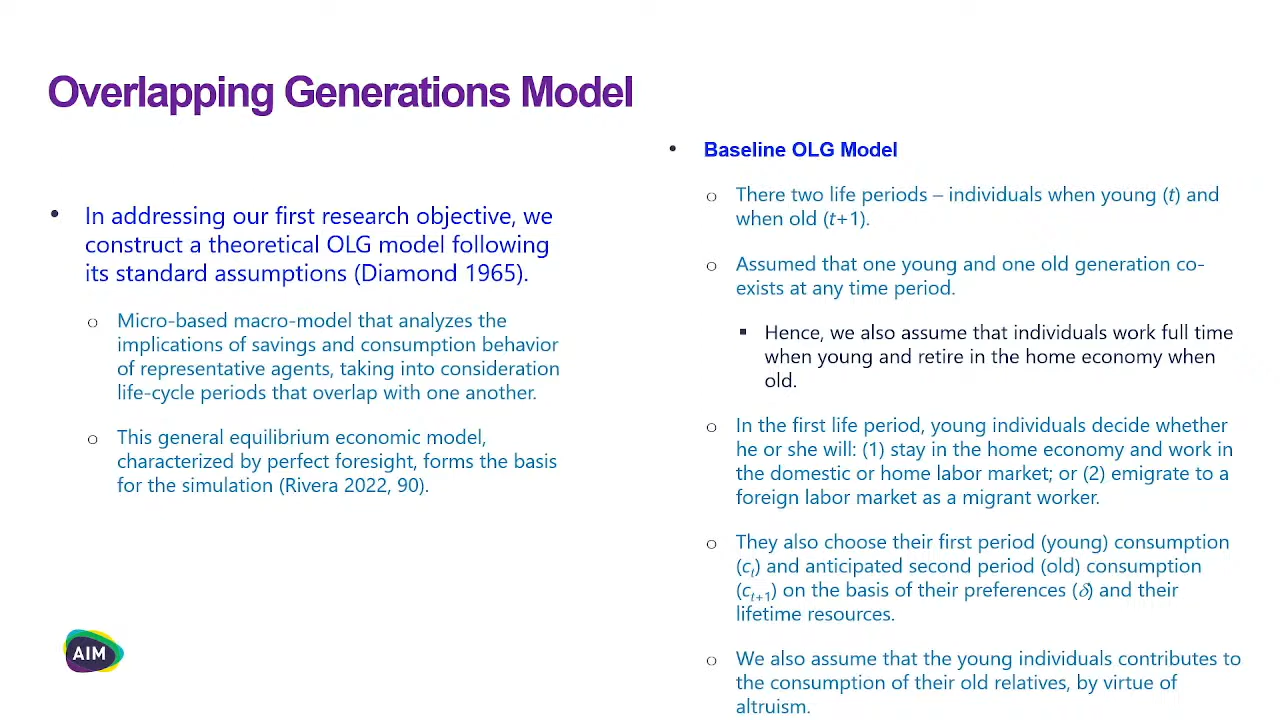 Overlapping Generations Model
• In addressing our first research objective, we
construct a theoretical OLG model following
its standard assumptions (Diamond 1965).
o Micro-based macro-model that analyzes the
implications of savings and consumption behavior
of representative agents, taking into consideration
life-cycle periods that overlap with one another.
o This general equilibrium economic model,
characterized by perfect foresight, forms the basis
for the simulation (Rivera 2022, 90).
AIM
• Baseline OLG Model
o There two life periods – individuals when young (t) and
when old (t+1).
o Assumed that one young and one old generation co-
exists at any time period.
▪ Hence, we also assume that individuals work full time
when young and retire in the home economy when
old.
o In the first life period, young individuals decide whether
he or she will: (1) stay in the home economy and work in
the domestic or home labor market; or (2) emigrate to a
foreign labor market as a migrant worker.
o They also choose their first period (young) consumption
(cₜ) and anticipated second period (old) consumption
(cₜ₊₁) on the basis of their preferences (δ) and their
lifetime resources.
o We also assume that the young individuals contributes to
the consumption of their old relatives, by virtue of
altruism.